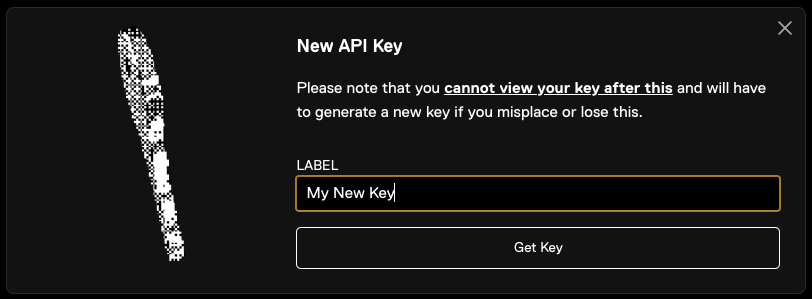 New API Key
Please note that you cannot view your key after this and will have
to generate a new key if you misplace or lose this.
LABEL
My New Key
Get Key